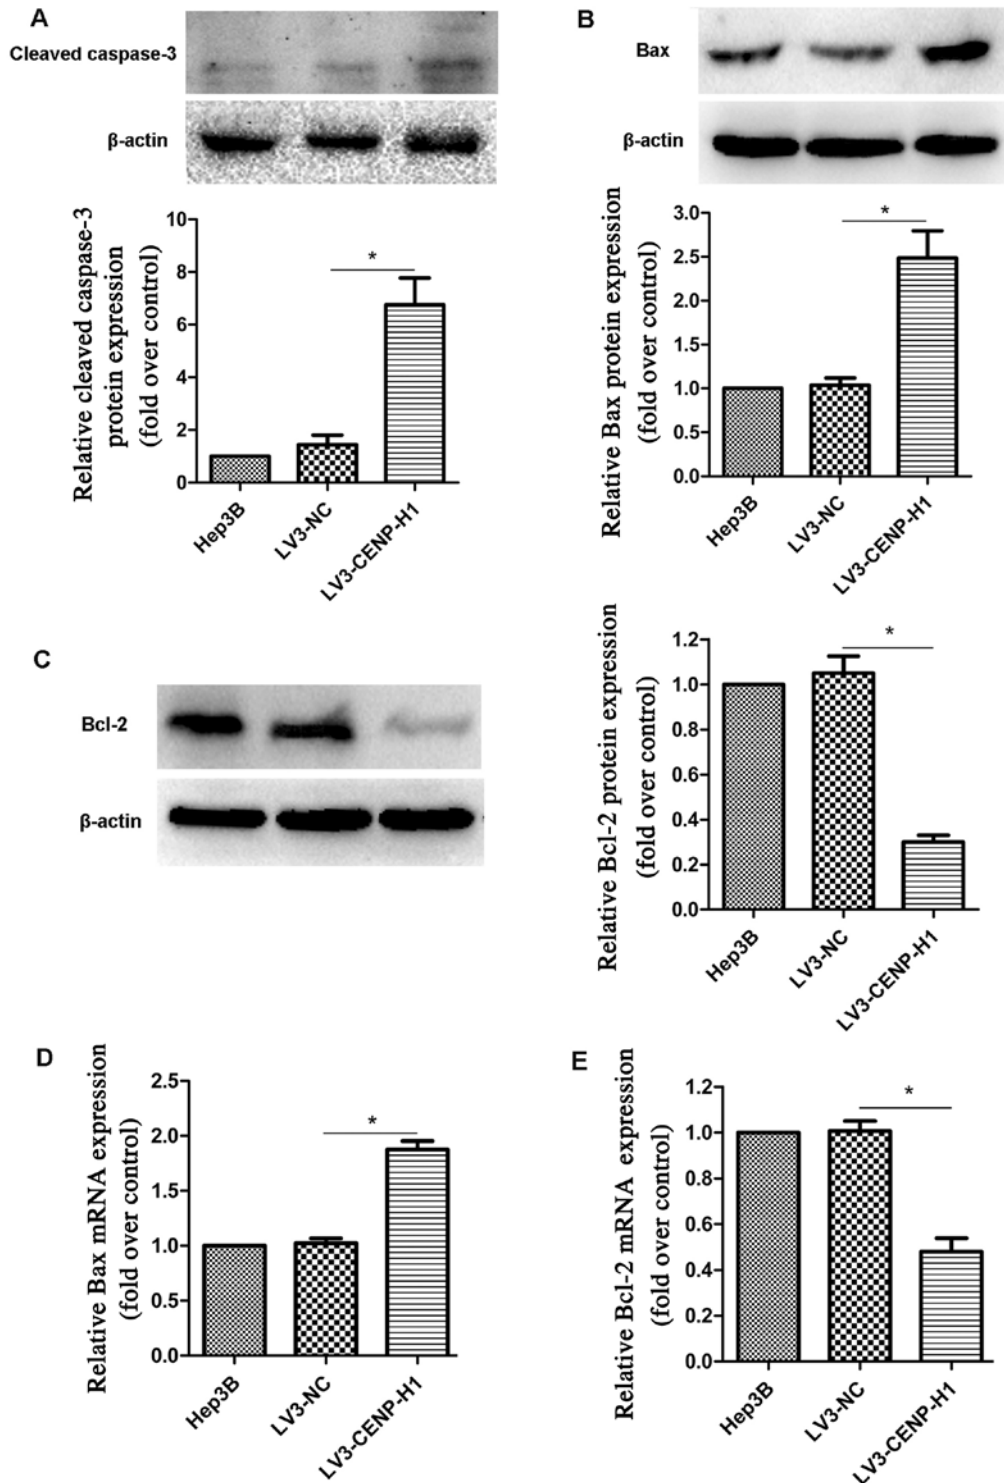 A
Cleaved caspase-3
β-actin
Relative cleaved caspase-3
protein expression
(fold over control)
10
8
6
4
2
0
*
Hep3B
LV3-NC
LV3-CENP-H1
B
Bax
β-actin
Relative Bax protein expression
(fold over control)
3.0
2.5
2.0
1.5
1.0
0.5
0.0
*
Hep3B
LV3-NC
LV3-CENP-H1
C
Bcl-2
β-actin
Relative Bcl-2 protein expression
(fold over control)
1.2
1.0
0.8
0.6
0.4
0.2
0.0
*
Hep3B
LV3-NC
LV3-CENP-H1
D
Relative Bax mRNA expression
(fold over control)
2.5
2.0
1.5
1.0
0.5
0.0
*
Hep3B
LV3-NC
LV3-CENP-H1
E
Relative Bcl-2 mRNA expression
(fold over control)
1.2
1.0
0.8
0.6
0.4
0.2
0.0
*
Hep3B
LV3-NC
LV3-CENP-H1